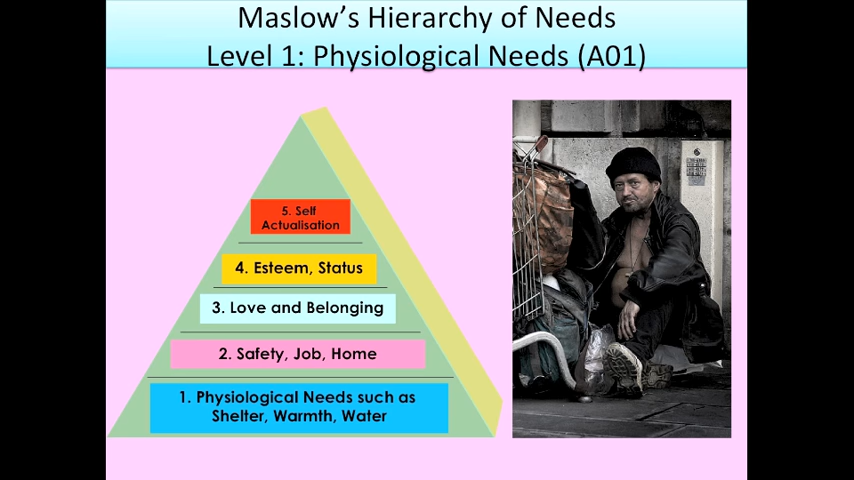 Maslow’s Hierarchy of Needs
Level 1: Physiological Needs (A01)
5. Self
Actualisation
4. Esteem, Status
3. Love and Belonging
2. Safety, Job, Home
1. Physiological Needs such as
Shelter, Warmth, Water